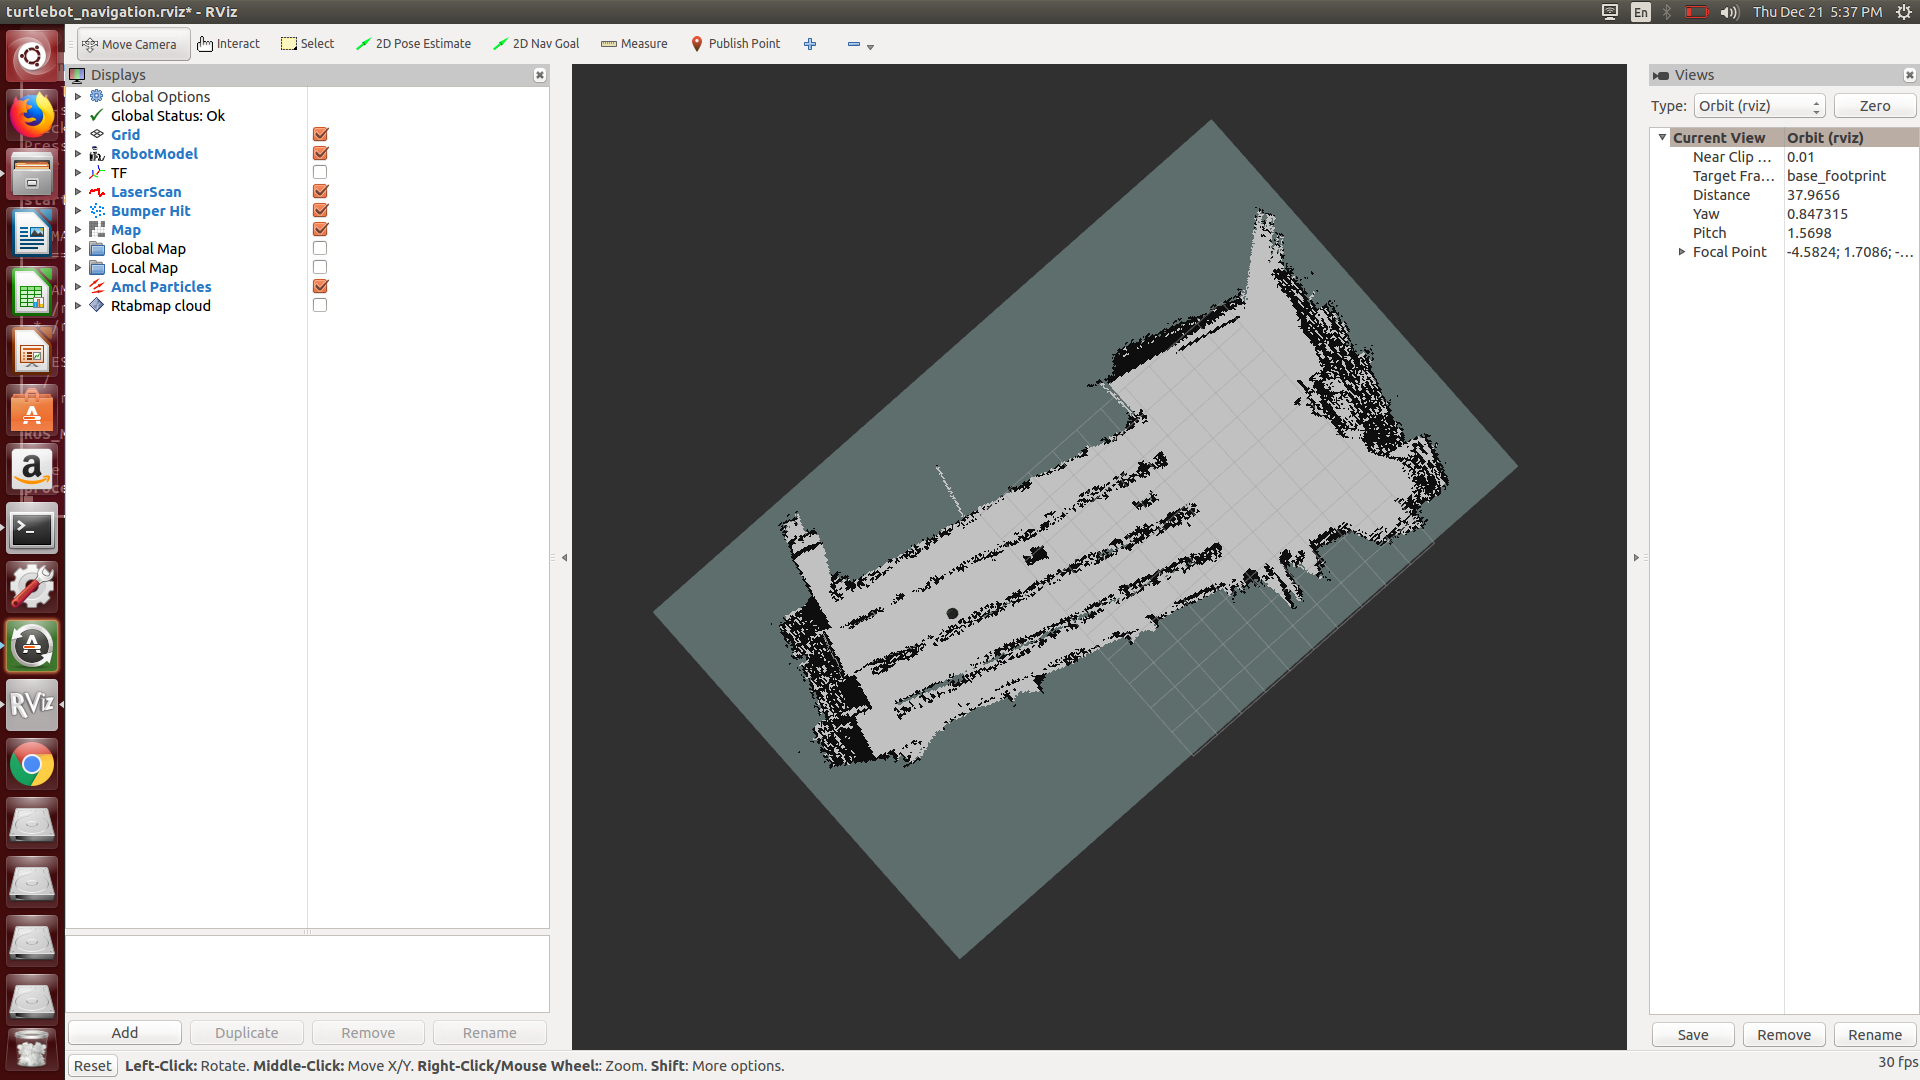 turtlebot_navigation.rviz* - RViz
En
Thu Dec 21 5:37 PM
Move Camera
Interact
Select
2D Pose Estimate
2D Nav Goal
Measure
Publish Point
Displays
Global Options
Global Status: Ok
Grid
RobotModel
TF
LaserScan
Bumper Hit
Map
Global Map
Local Map
Amcl Particles
Rtabmap cloud
Add
Duplicate
Remove
Rename
Views
Type:
Orbit (rviz)
Zero
Current View
Orbit (rviz)
Near Clip ...
0.01
Target Fra...
base_footprint
Distance
37.9656
Yaw
0.847315
Pitch
1.5698
Focal Point
-4.5824; 1.7086; -...
Save
Remove
Rename
RViz
Reset
Left-Click: Rotate. Middle-Click: Move X/Y. Right-Click/Mouse Wheel:: Zoom. Shift: More options.
30 fps